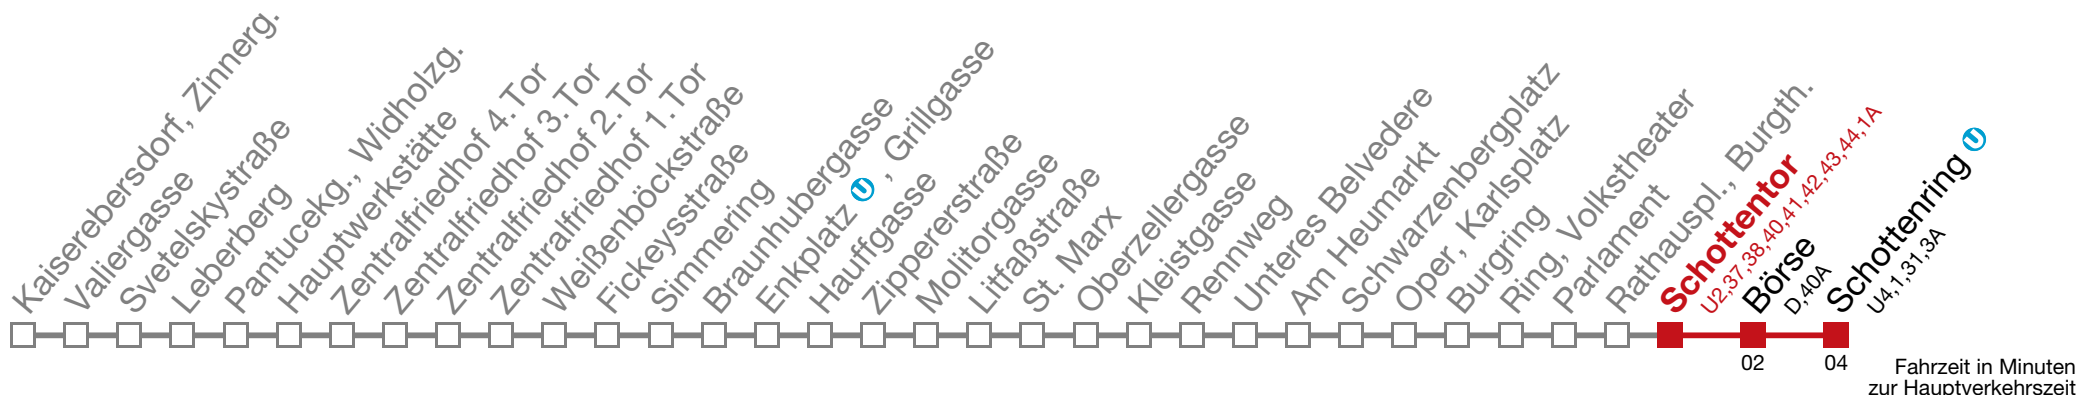 Kaiserebersdorf, Zinnerg.
Valiergasse
Svetelskystraße
Leberberg
Pantucekg., Widholzg.
Hauptwerkstätte
Zentralfriedhof 4. Tor
Zentralfriedhof 3. Tor
Zentralfriedhof 2. Tor
Zentralfriedhof 1. Tor
Weißenböckstraße
Fickeysstraße
Simmering
Braunhubergasse
Enkplatz U, Grillgasse
Hauffgasse
Zippererstraße
Molitorgasse
Litfaßstraße
St. Marx
Oberzellergasse
Kleistgasse
Rennweg
Unteres Belvedere
Am Heumarkt
Schwarzenbergplatz
Oper, Karlsplatz
Burgring
Ring, Volkstheater
Parlament
Rathauspl., Burgth.
Schottentor
U2,37,38,40,41,42,43,44,1A
Börse
D,40A
Schottenring U
U4,1,31,3A
02
04
Fahrzeit in Minuten
zur Hauptverkehrszeit